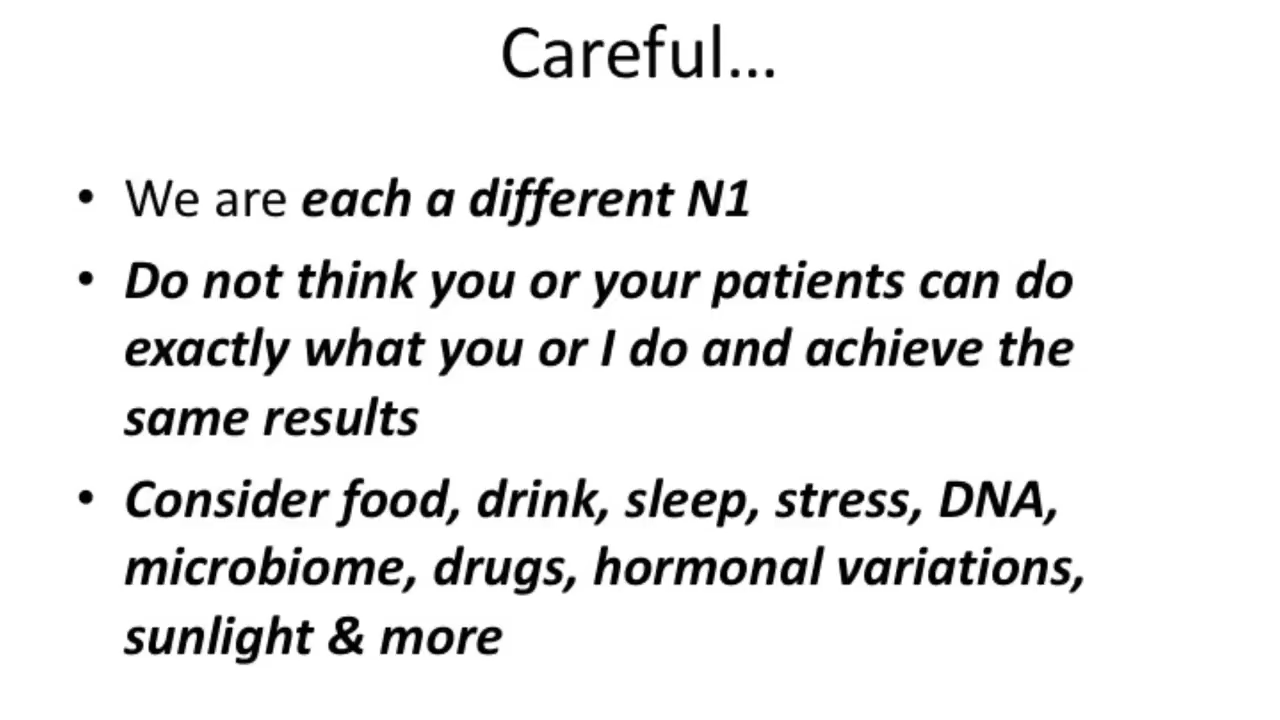 Careful...
• We are each a different N1
• Do not think you or your patients can do
exactly what you or I do and achieve the
same results
• Consider food, drink, sleep, stress, DNA,
microbiome, drugs, hormonal variations,
sunlight & more